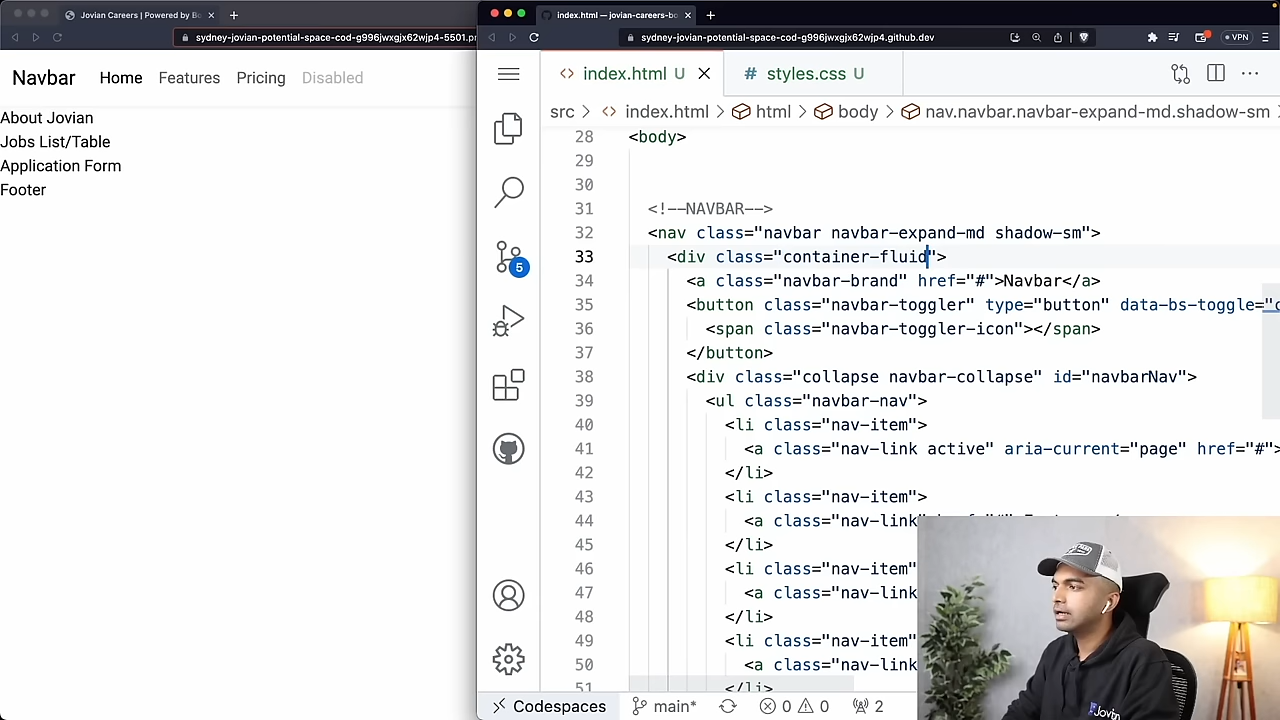 Jovian Careers | Powered by Bo
sydney-jovian-potential-space-cod-g996jwxgjx62wjp4-5501.pr
Navbar Home Features Pricing Disabled
About Jovian
Jobs List/Table
Application Form
Footer
index.html — jovian-careers-bo
sydney-jovian-potential-space-cod-g996jwxgjx62wjp4.github.dev
VPN
index.html U
# styles.css U
src > index.html > html > body > nav.navbar.navbar-expand-md.shadow-sm >
28 <body>
29
30
31 <!--NAVBAR-->
32 <nav class="navbar navbar-expand-md shadow-sm">
33 <div class="container-fluid">
34 <a class="navbar-brand" href="#">Navbar</a>
35 <button class="navbar-toggler" type="button" data-bs-toggle="c
36 <span class="navbar-toggler-icon"></span>
37 </button>
38 <div class="collapse navbar-collapse" id="navbarNav">
39 <ul class="navbar-nav">
40 <li class="nav-item">
41 <a class="nav-link active" aria-current="page" href="#">
42 </li>
43 <li class="nav-item">
44 <a class="nav-link"
45 </li>
46 <li class="nav-item"
47 <a class="nav-link
48 </li>
49 <li class="nav-item"
50 <a class="nav-link
51 </li>
5
Codespaces main* 0 0 2
Jovian